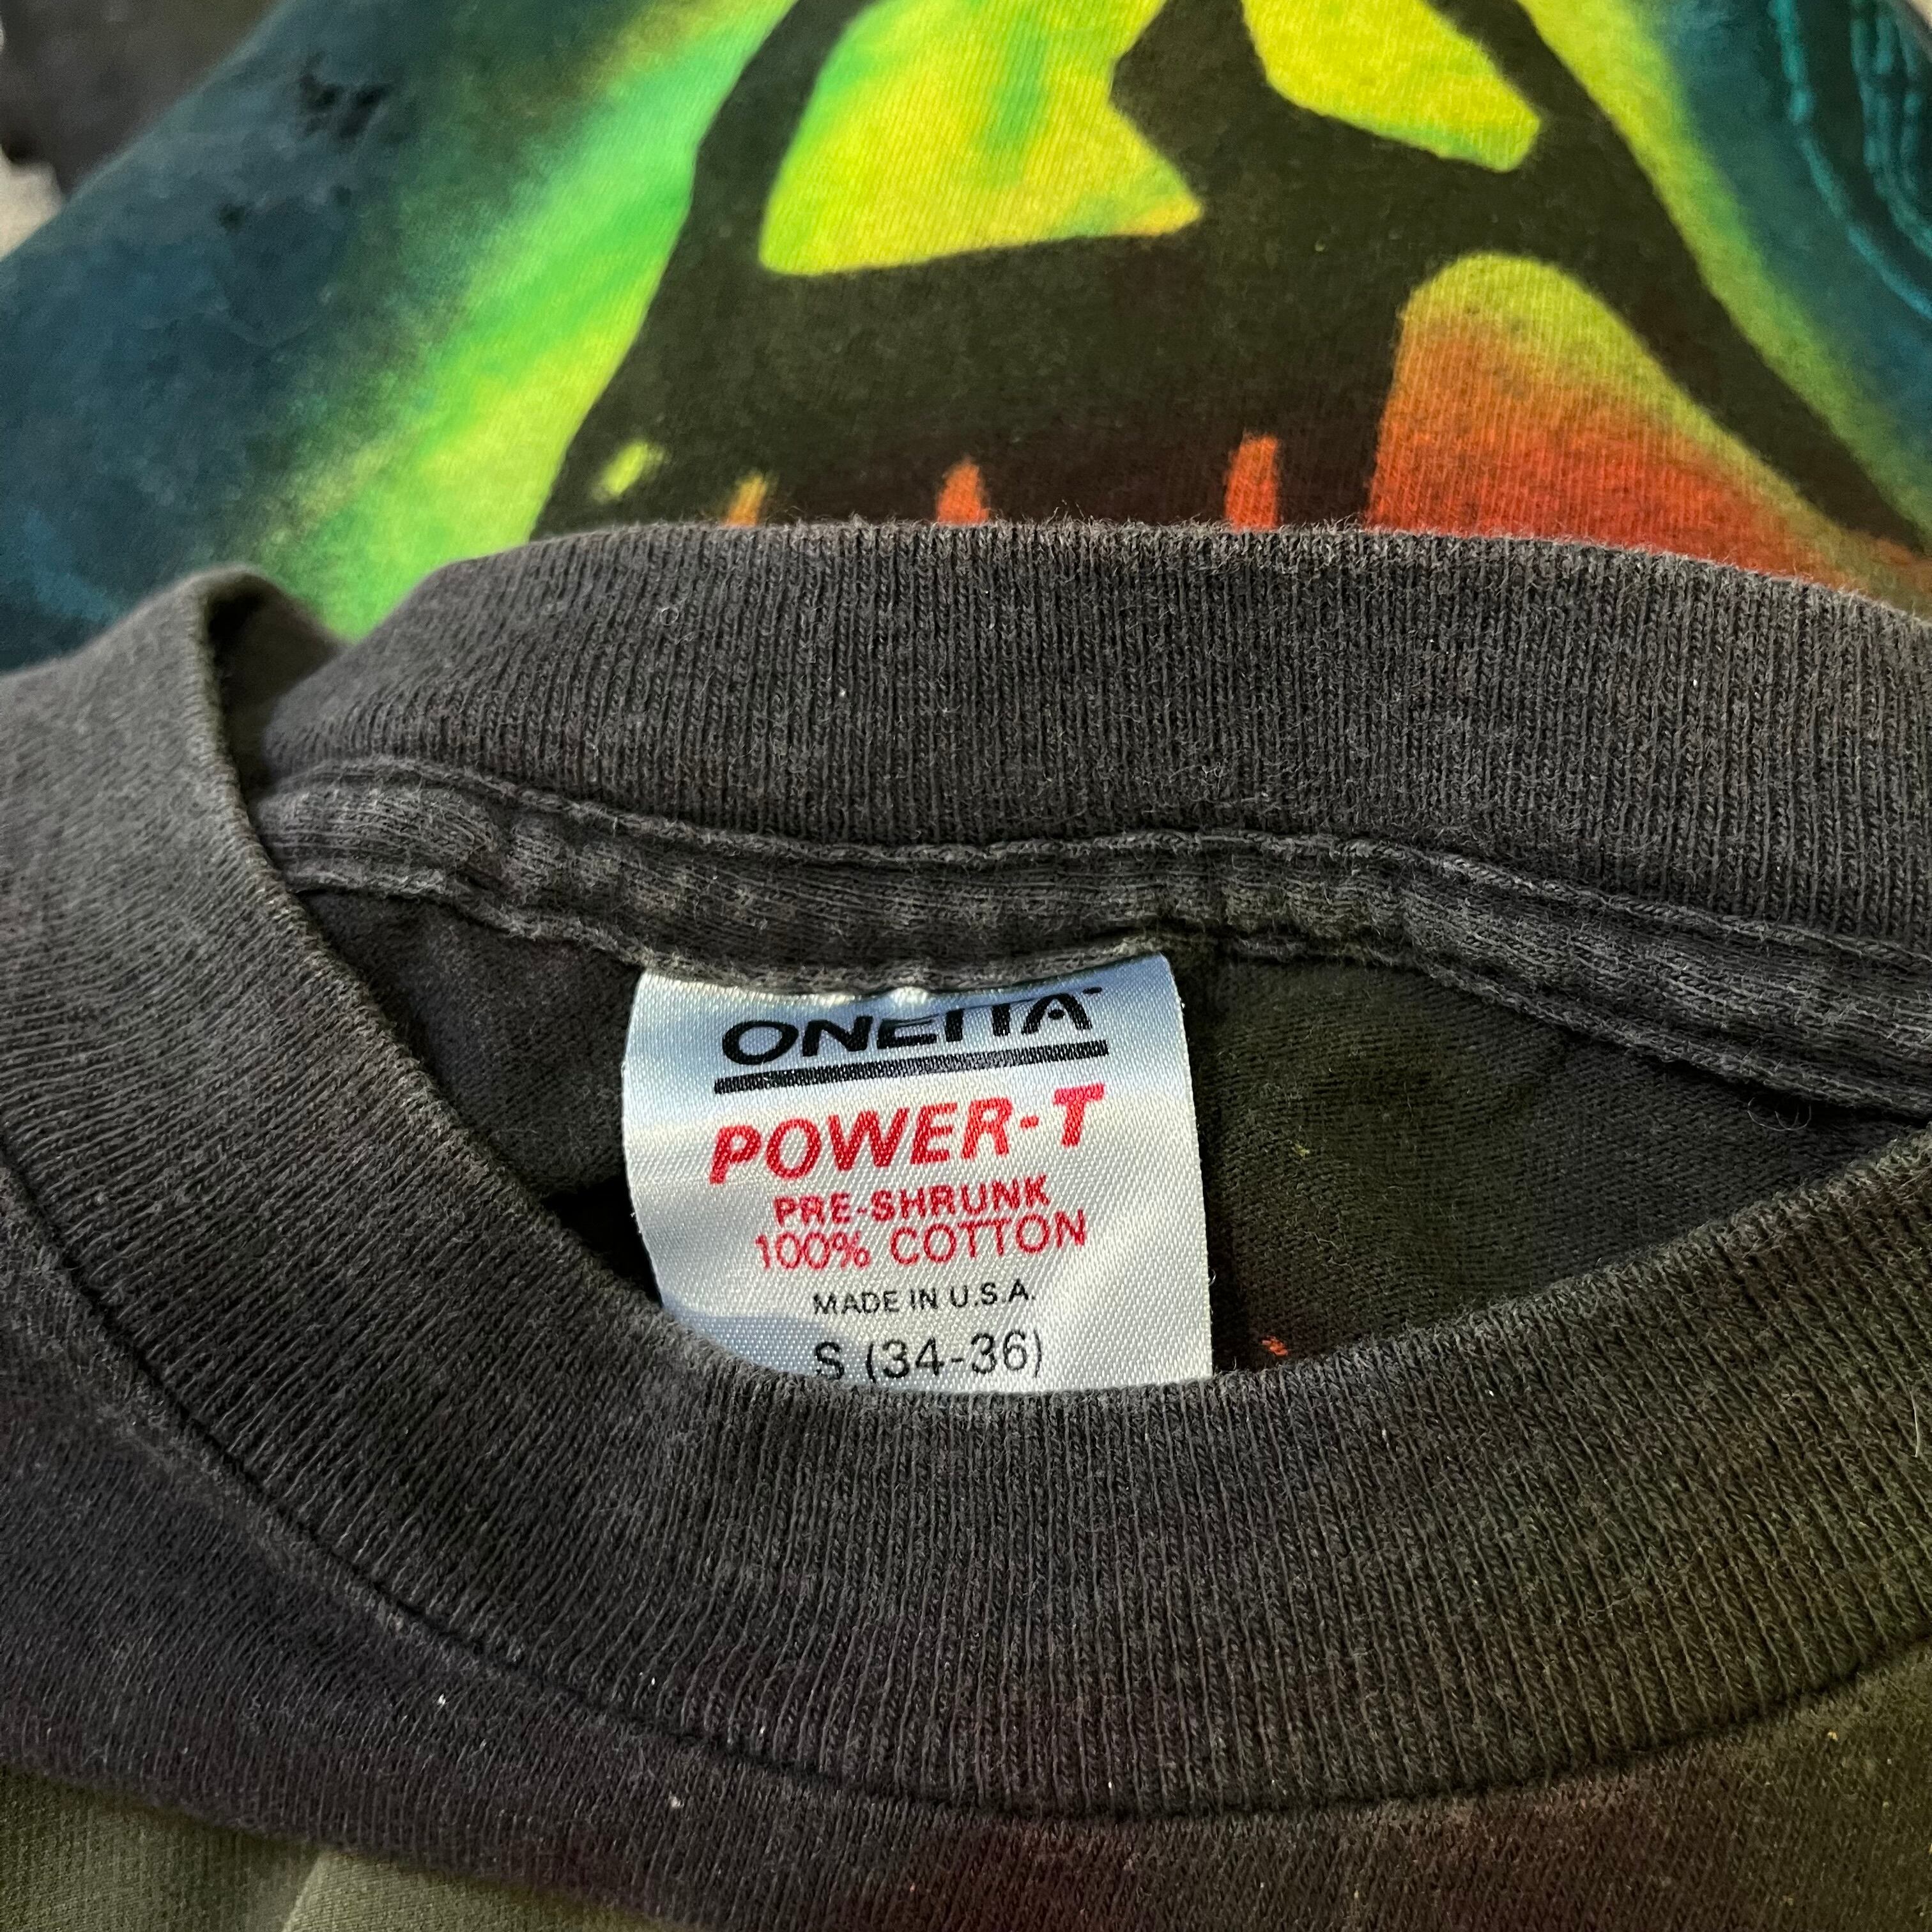 ONEITA
POWER-T
PRE-SHRUNK
100% COTTON
MADE IN U.S.A.
S (34-36)